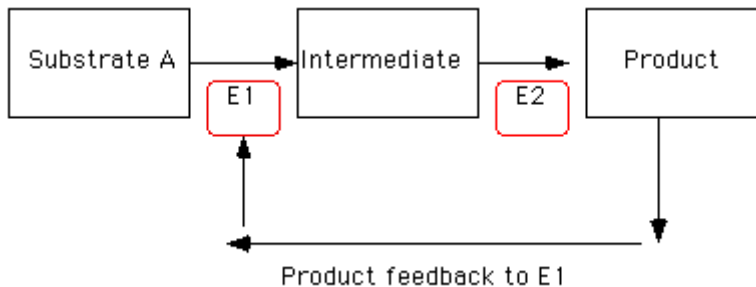 Substrate A
Intermediate
Product
E1
E2
Product feedback to E1